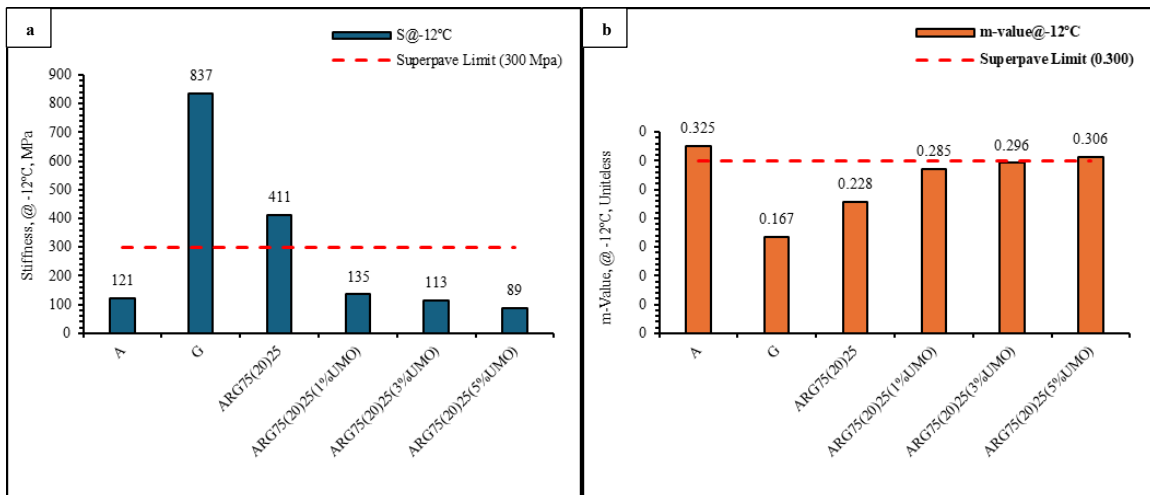 a
S@-12°C
Superpave Limit (300 Mpa)
Stiffness, @ -12°C, MPa
900
800
700
600
500
400
300
200
100
0
121
837
411
135
113
89
A
G
ARG75(20)25
ARG75(20)25(1%UMO)
ARG75(20)25(3%UMO)
ARG75(20)25(5%UMO)
b
m-value@-12°C
Superpave Limit (0.300)
m-Value, @ -12°C, Uniteless
0
0
0
0
0
0
0
0
0.325
0.167
0.228
0.285
0.296
0.306
A
G
ARG75(20)25
ARG75(20)25(1%UMO)
ARG75(20)25(3%UMO)
ARG75(20)25(5%UMO)